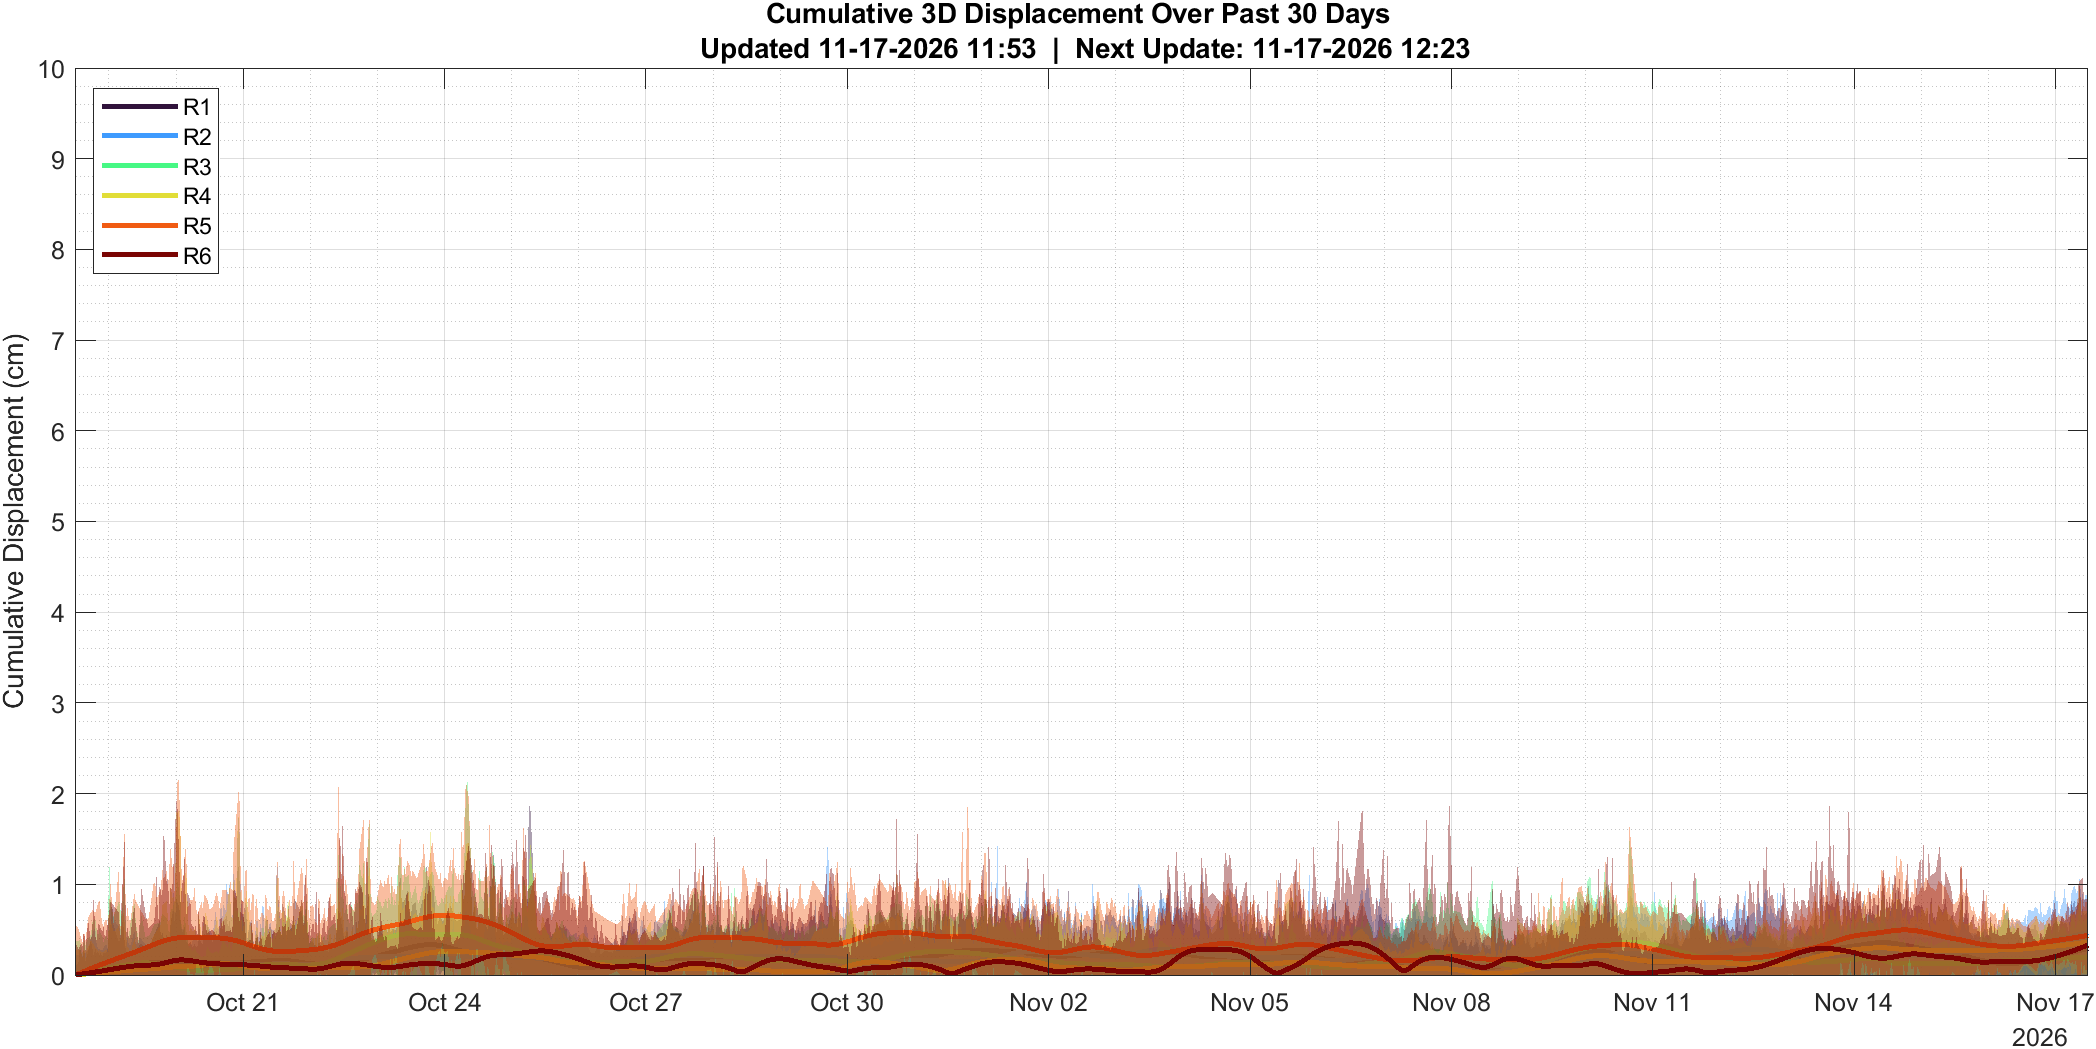 Cumulative 3D Displacement Over Past 30 Days
Updated 11-17-2026 11:53 | Next Update: 11-17-2026 12:23
Cumulative Displacement (cm)
10
9
8
7
6
5
4
3
2
1
0
R1
R2
R3
R4
R5
R6
Oct 21 Oct 24 Oct 27 Oct 30 Nov 02 Nov 05 Nov 08 Nov 11 Nov 14 Nov 17
2026